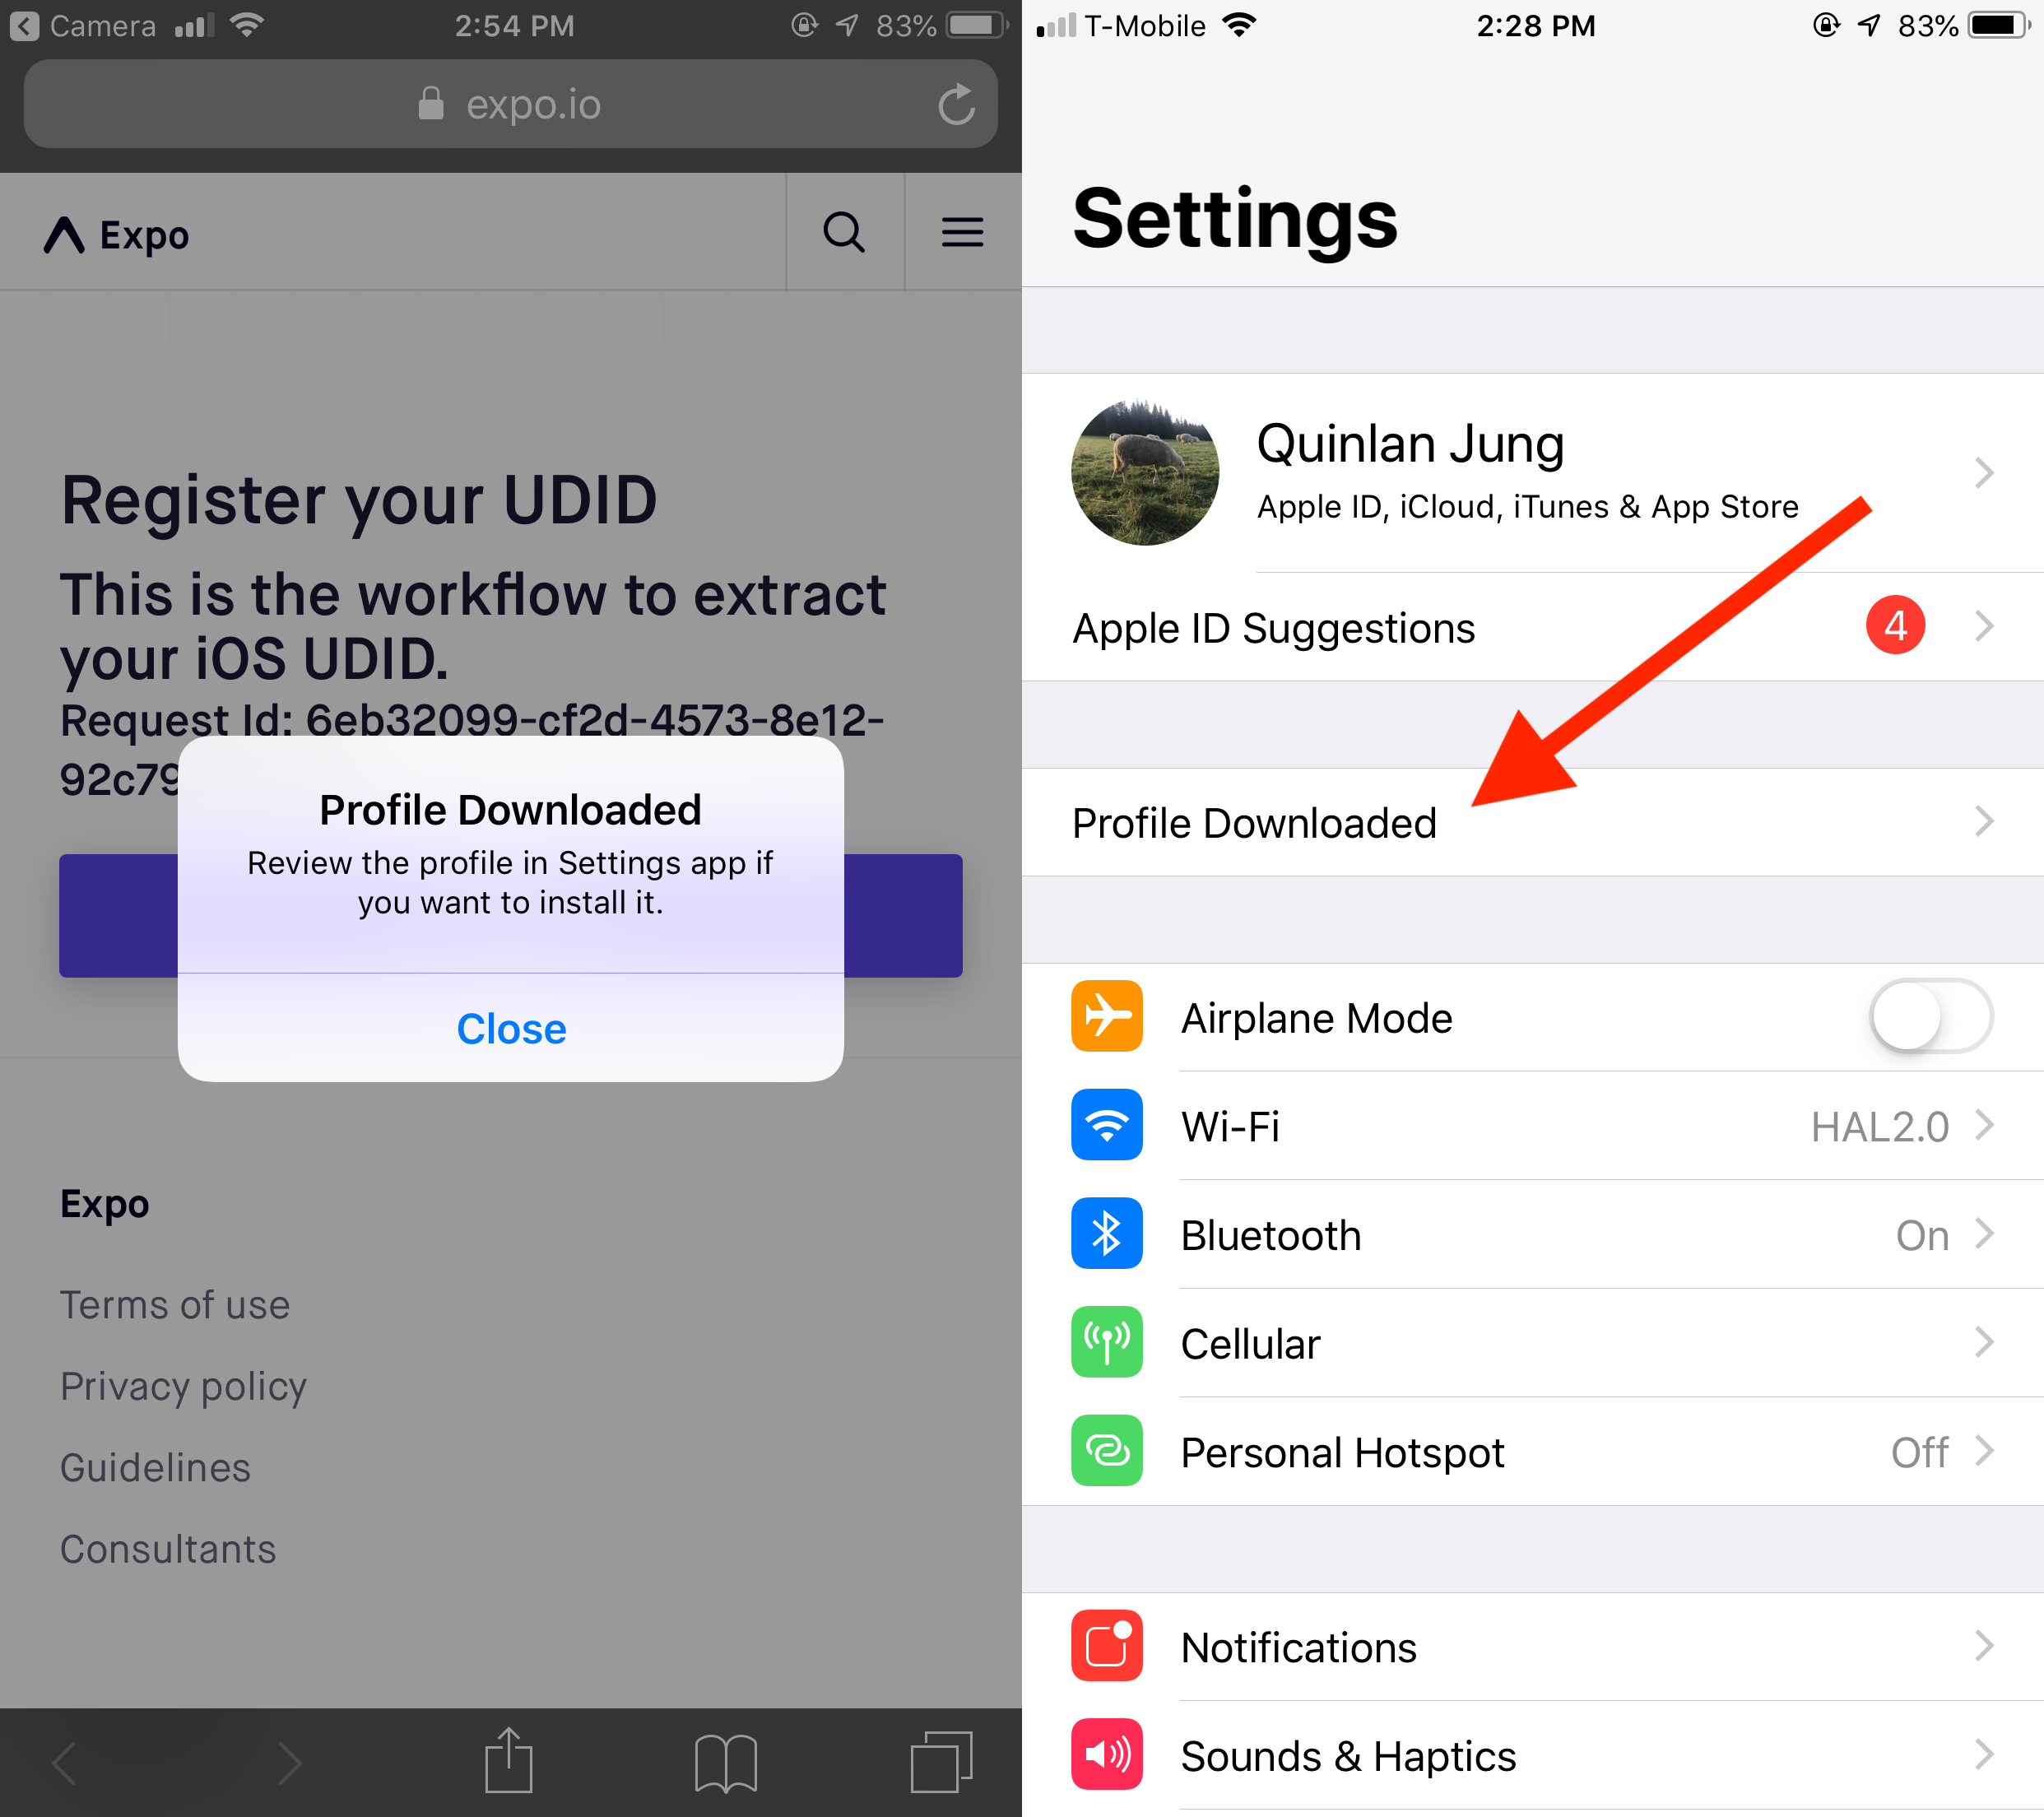 Camera
2:54 PM
83%
expo.io
Expo
Register your UDID
This is the workflow to extract
your iOS UDID.
Request Id: 6eb32099-cf2d-4573-8e12-
92c79
Profile Downloaded
Review the profile in Settings app if
you want to install it.
Close
Expo
Terms of use
Privacy policy
Guidelines
Consultants
T-Mobile
2:28 PM
83%
Settings
Quinlan Jung
Apple ID, iCloud, iTunes & App Store
Apple ID Suggestions
4
Profile Downloaded
Airplane Mode
Wi-Fi
HAL2.0
Bluetooth
On
Cellular
Personal Hotspot
Off
Notifications
Sounds & Haptics